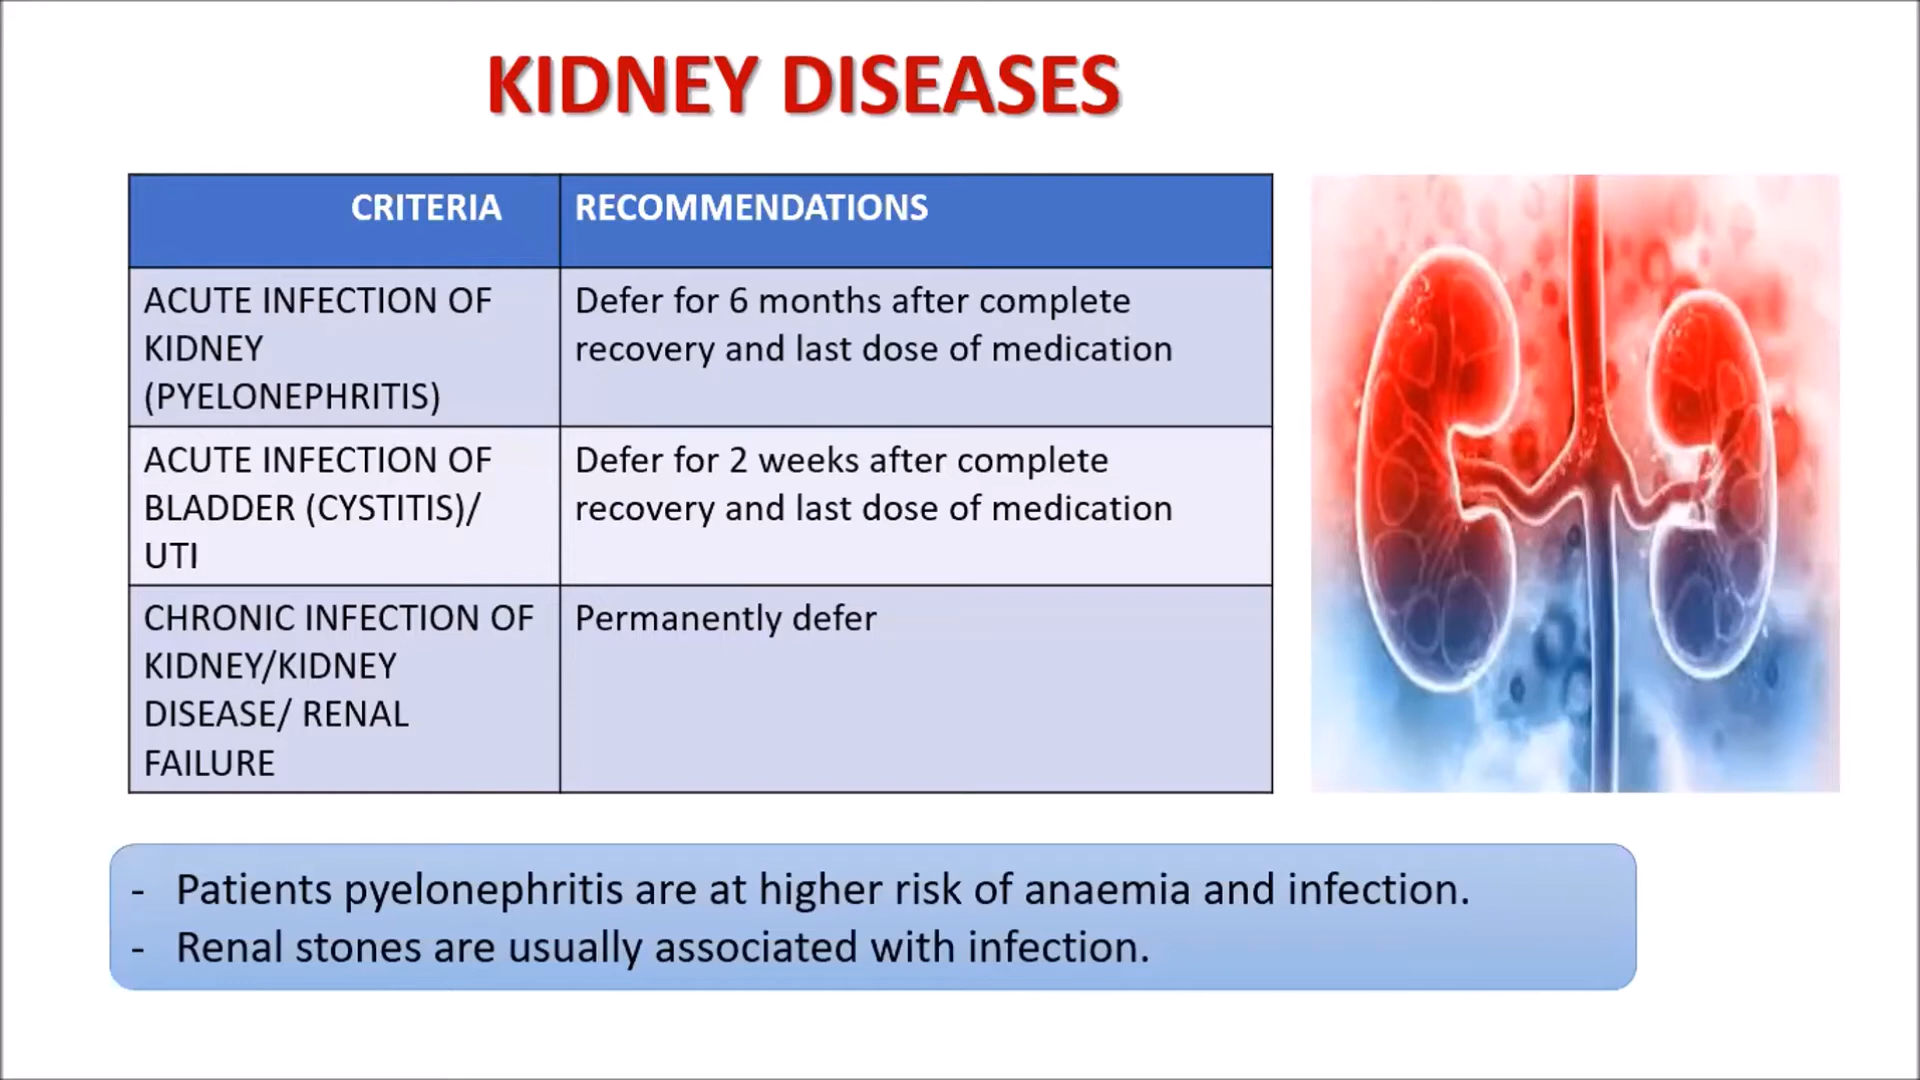 KIDNEY DISEASES
CRITERIA
RECOMMENDATIONS
ACUTE INFECTION OF
KIDNEY
(PYELONEPHRITIS)
Defer for 6 months after complete
recovery and last dose of medication
ACUTE INFECTION OF
BLADDER (CYSTITIS)/
UTI
Defer for 2 weeks after complete
recovery and last dose of medication
CHRONIC INFECTION OF
KIDNEY/KIDNEY
DISEASE/ RENAL
FAILURE
Permanently defer
- Patients pyelonephritis are at higher risk of anaemia and infection.
- Renal stones are usually associated with infection.